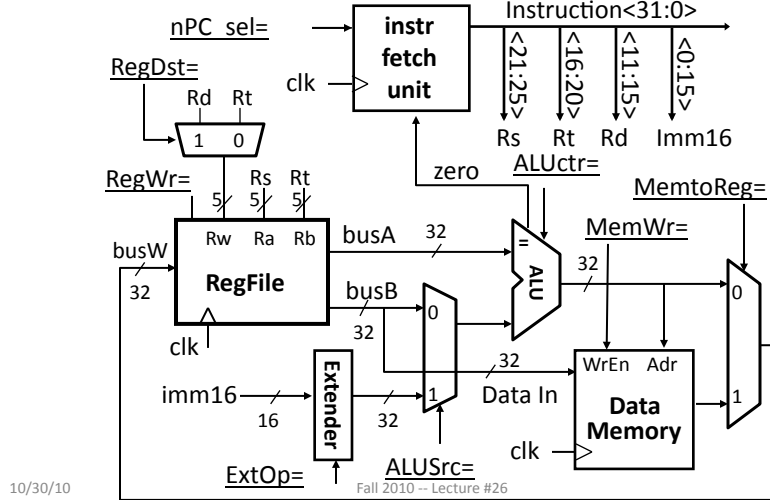 Instruction<31:0>
nPC_sel=
instr
fetch
unit
clk
<21:25>
<16:20>
<11:15>
<0:15>
Rs Rt Rd Imm16
RegDst=
Rd Rt
1 0
zero
ALUctr=
RegWr=
5 Rs 5 Rt 5
MemtoReg=
MemWr=
busW
32
Rw Ra Rb
RegFile
clk
busA 32
busB
32
=
ALU
32
0
1
0
1
32
Data In
WrEn Adr
Data
Memory
clk
imm16
16
Extender
32
ExtOp=
ALUSrc=
10/30/10
Fall 2010 -- Lecture #26